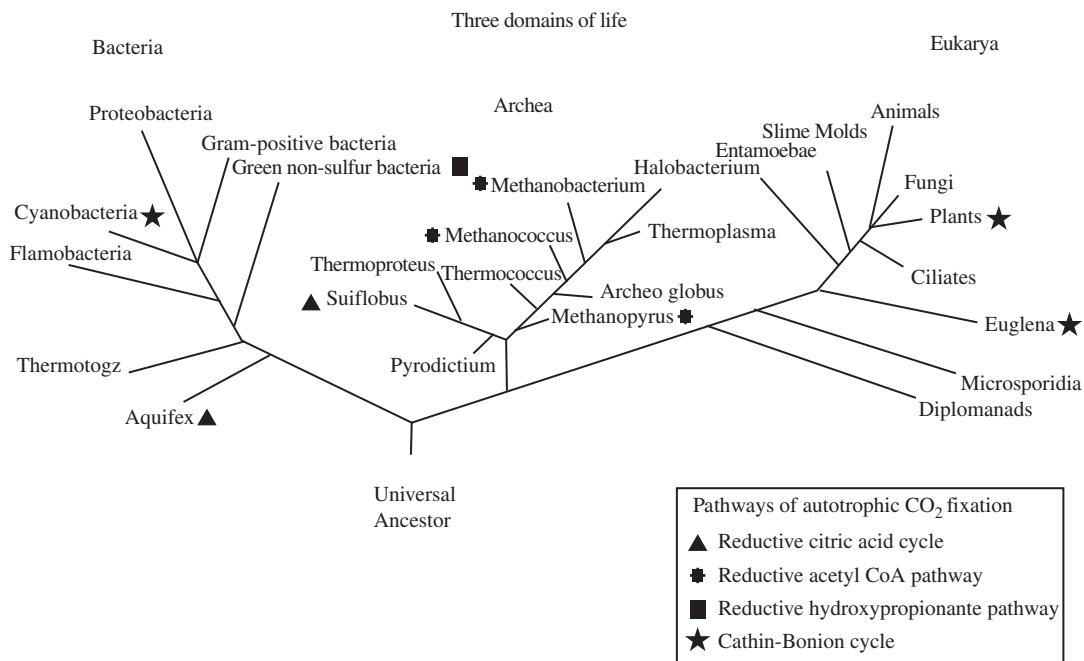 Three domains of life
Bacteria
Eukarya
Archea
Proteobacteria
Gram-positive bacteria
Green non-sulfur bacteria
Cyanobacteria
Flamobacteria
Thermotogz
Aquifex
Methanobacterium
Methanococcus
Thermoproteus
Thermococcus
Suiflobus
Pyrodictium
Halobacterium
Thermoplasma
Archeo globus
Methanopyrus
Entamoebae
Slime Molds
Animals
Fungi
Plants
Ciliates
Euglena
Microsporidia
Diplomanads
Universal
Ancestor
Pathways of autotrophic CO₂ fixation
Reductive citric acid cycle
Reductive acetyl CoA pathway
Reductive hydroxypropionante pathway
Cathin-Bonion cycle